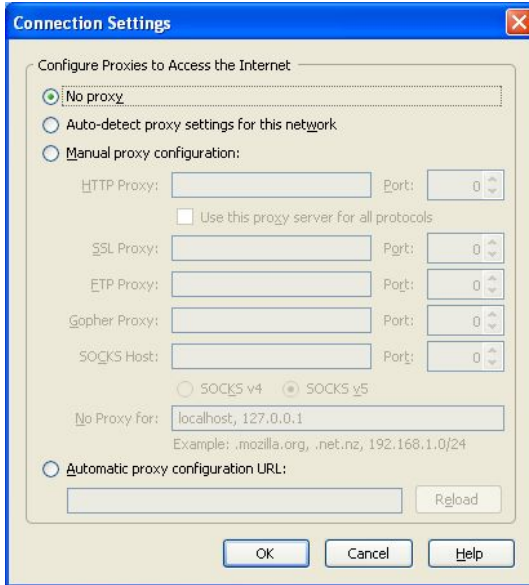 Connection Settings
Configure Proxies to Access the Internet
No proxy
Auto-detect proxy settings for this network
Manual proxy configuration:
HTTP Proxy: Port: 0
Use this proxy server for all protocols
SSL Proxy: Port: 0
FTP Proxy: Port: 0
Gopher Proxy: Port: 0
SOCKS Host: Port: 0
SOCKS v4 SOCKS v5
No Proxy for: localhost, 127.0.0.1
Example: .mozilla.org, .net.nz, 192.168.1.0/24
Automatic proxy configuration URL:
Reload
OK Cancel Help